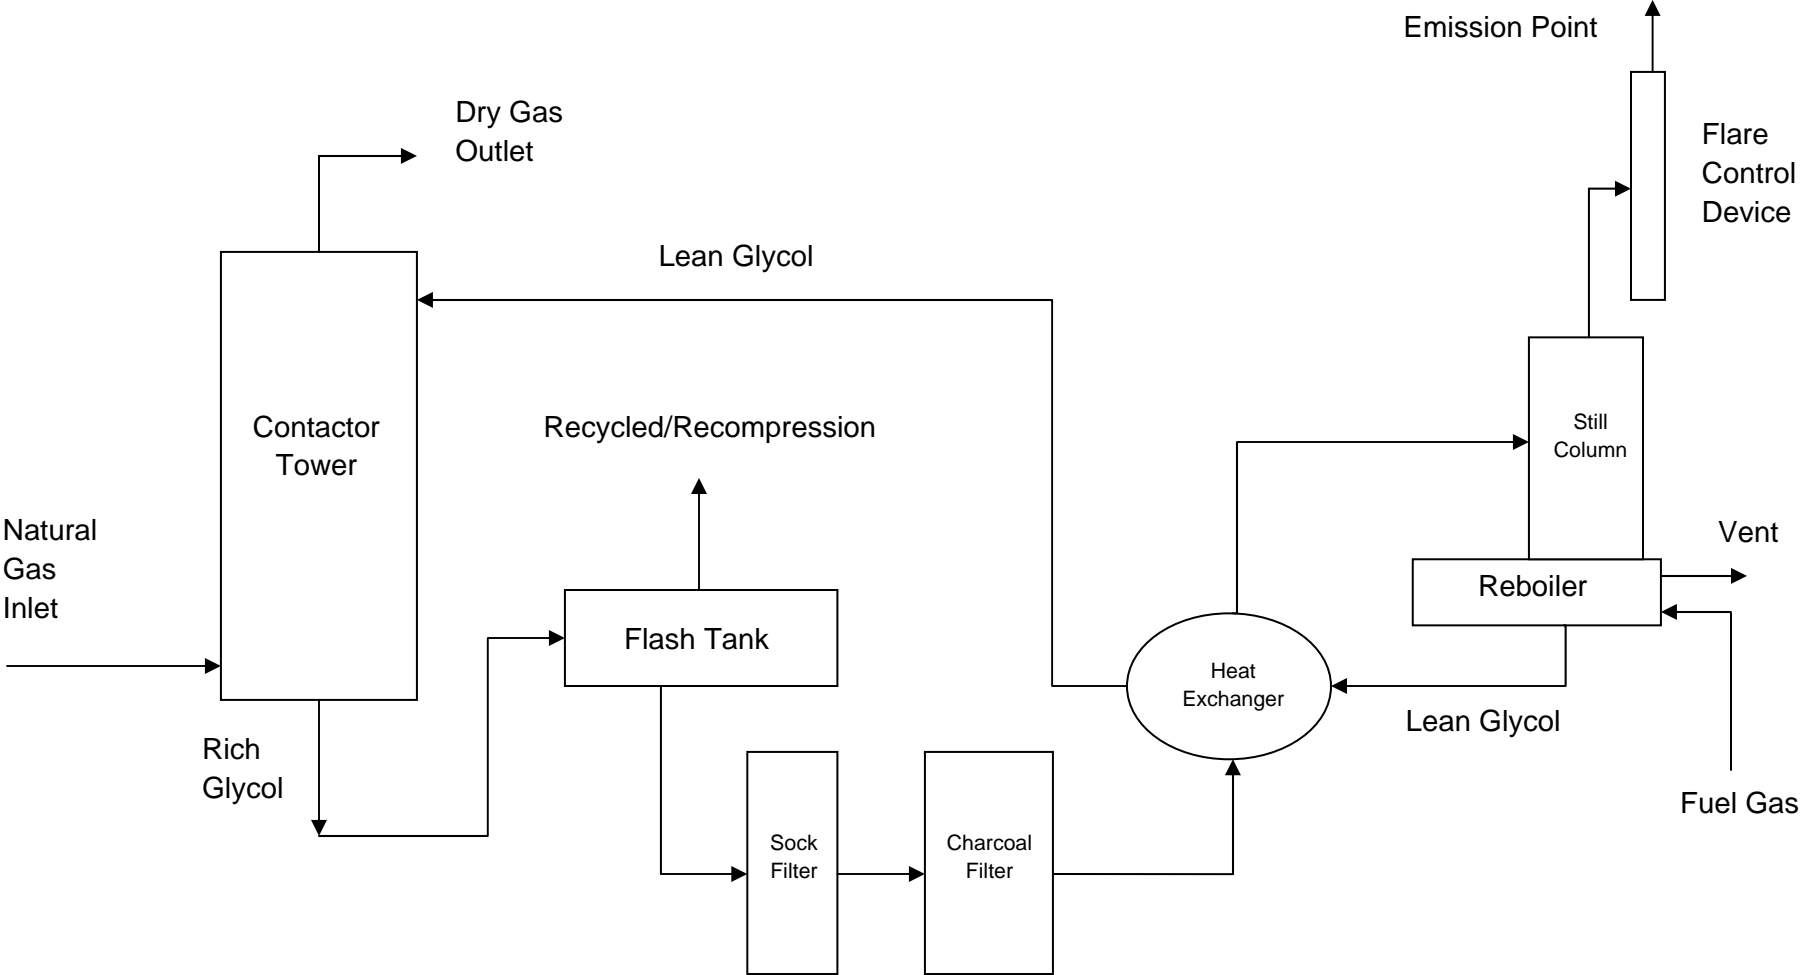 Emission Point
Dry Gas
Outlet
Flare
Control
Device
Lean Glycol
Contactor
Tower
Recycled/Recompression
Still
Column
Natural
Gas
Inlet
Vent
Reboiler
Flash Tank
Heat
Exchanger
Lean Glycol
Rich
Glycol
Fuel Gas
Sock
Filter
Charcoal
Filter